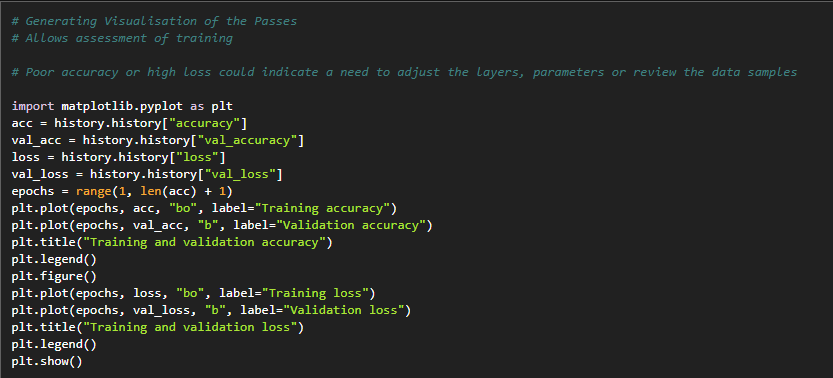 # Generating Visualisation of the Passes
# Allows assessment of training
# Poor accuracy or high loss could indicate a need to adjust the layers, parameters or review the data samples
import matplotlib.pyplot as plt
acc = history.history["accuracy"]
val_acc = history.history["val_accuracy"]
loss = history.history["loss"]
val_loss = history.history["val_loss"]
epochs = range(1, len(acc) + 1)
plt.plot(epochs, acc, "bo", label="Training accuracy")
plt.plot(epochs, val_acc, "b", label="Validation accuracy")
plt.title("Training and validation accuracy")
plt.legend()
plt.figure()
plt.plot(epochs, loss, "bo", label="Training loss")
plt.plot(epochs, val_loss, "b", label="Validation loss")
plt.title("Training and validation loss")
plt.legend()
plt.show()